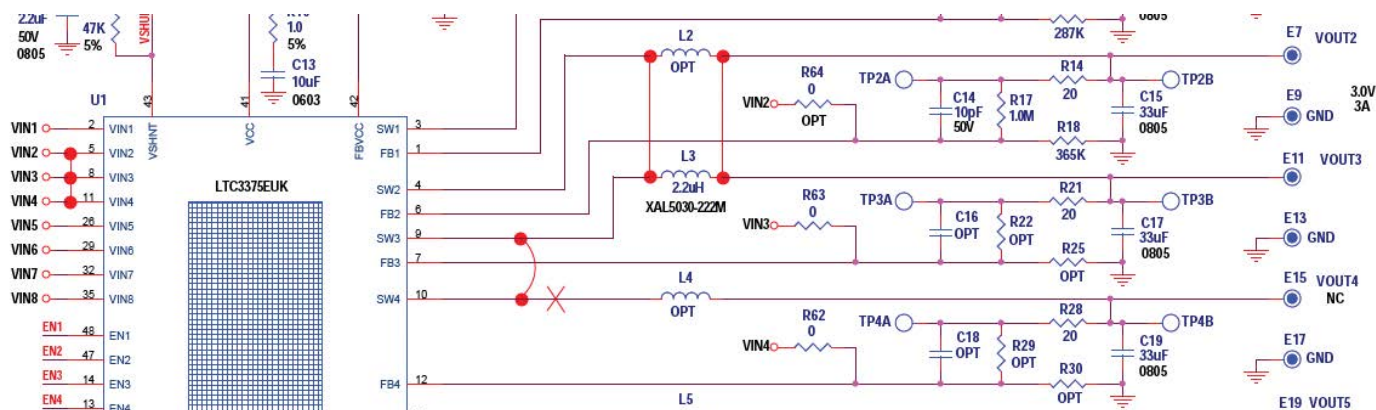 2.2uF
50V
0805
47K
5%
1.0
5%
C13
10uF
0603
287K
0805
L2
OPT
E7
VOUT2
U1
43
41
42
VSHNT
VCC
FBVCC
R64
0
OPT
VIN2
TP2A
C14
10pF
50V
R17
1.0M
R14
20
R18
365K
TP2B
C15
33uF
0805
E9
GND
3.0V
3A
VIN1 2 VIN1
VIN2 5 VIN2
VIN3 8 VIN3
VIN4 11 VIN4
VIN5 26 VIN5
VIN6 29 VIN6
VIN7 32 VIN7
VIN8 35 VIN8
EN1 48 EN1
EN2 47 EN2
EN3 14 EN3
EN4 13 EN4
LTC3375EUK
SW1 3
FB1 1
SW2 4
FB2 6
SW3 9
FB3 7
SW4 10
FB4 12
L3
2.2uH
XAL5030-222M
E11
VOUT3
R63
0
VIN3
TP3A
C16
OPT
R22
OPT
R21
20
R25
OPT
TP3B
C17
33uF
0805
E13
GND
L4
OPT
E15
VOUT4
NC
R62
0
VIN4
TP4A
C18
OPT
R29
OPT
R28
20
R30
OPT
TP4B
C19
33uF
0805
E17
GND
L5
E19 VOUT5